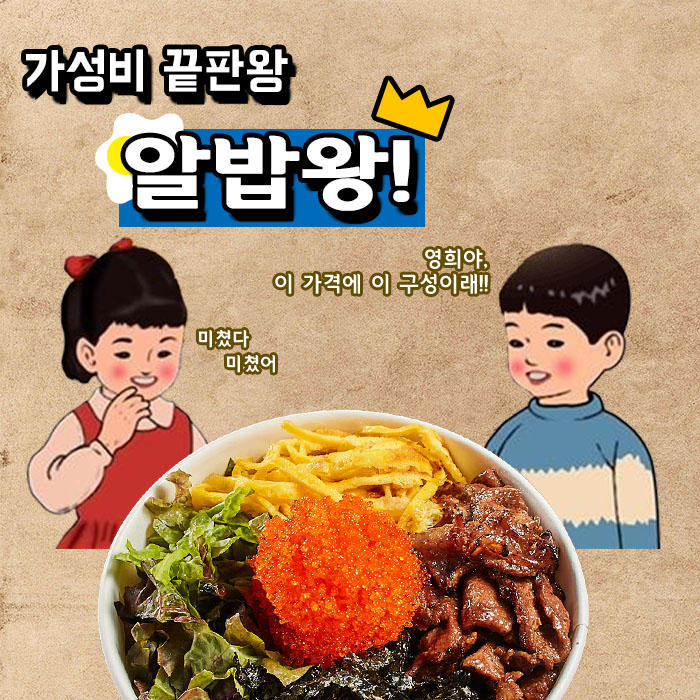 가성비 끝판왕
알밥왕!
영희야,
이 가격에 이 구성이래!!
미쳤다
미쳤어